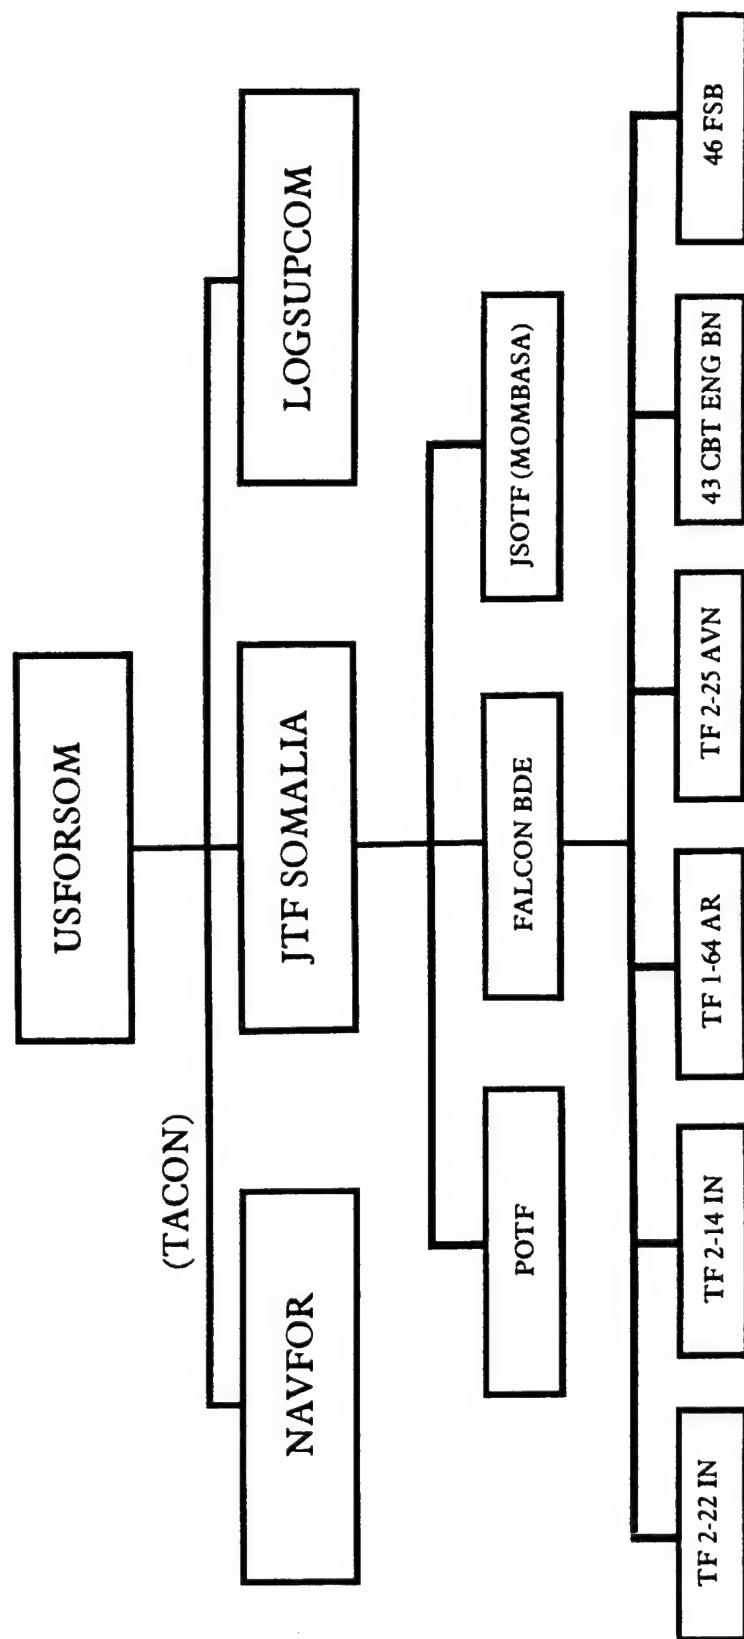 USFORSOM
(TACON)
NAVFOR
JTF SOMALIA
LOGSUPCOM
POTF
FALCON BDE
JSOTF (MOMBASA)
TF 2-22 IN
TF 2-14 IN
TF 1-64 AR
TF 2-25 AVN
43 CBT ENG BN
46 FSB